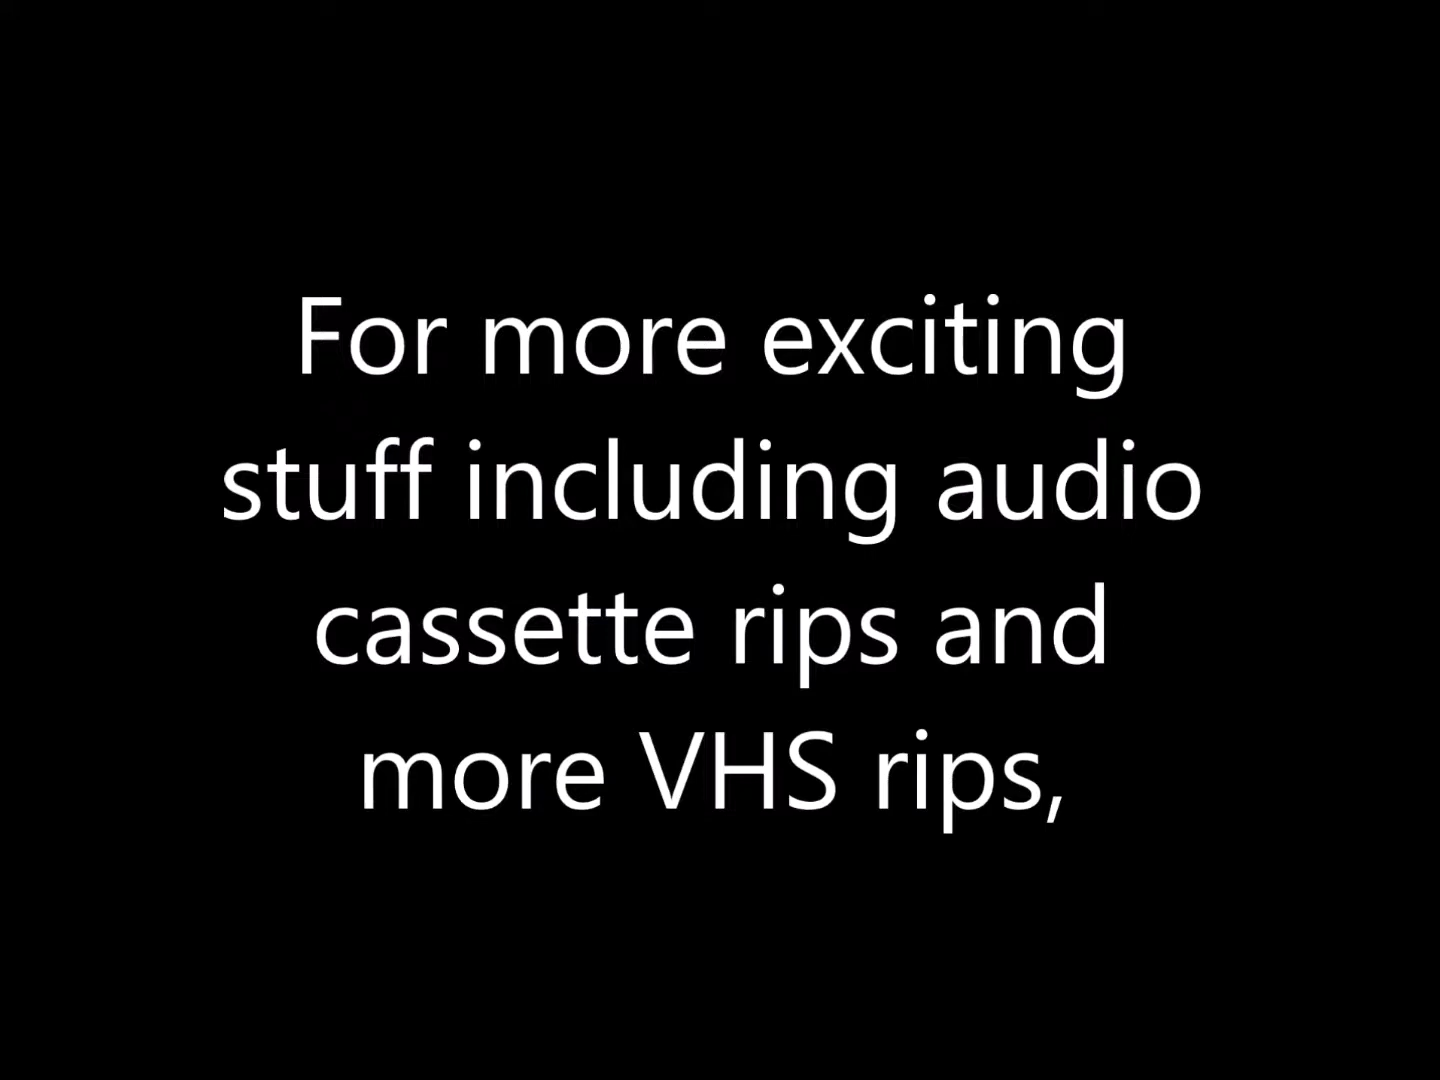 For more exciting
stuff including audio
cassette rips and
more VHS rips,